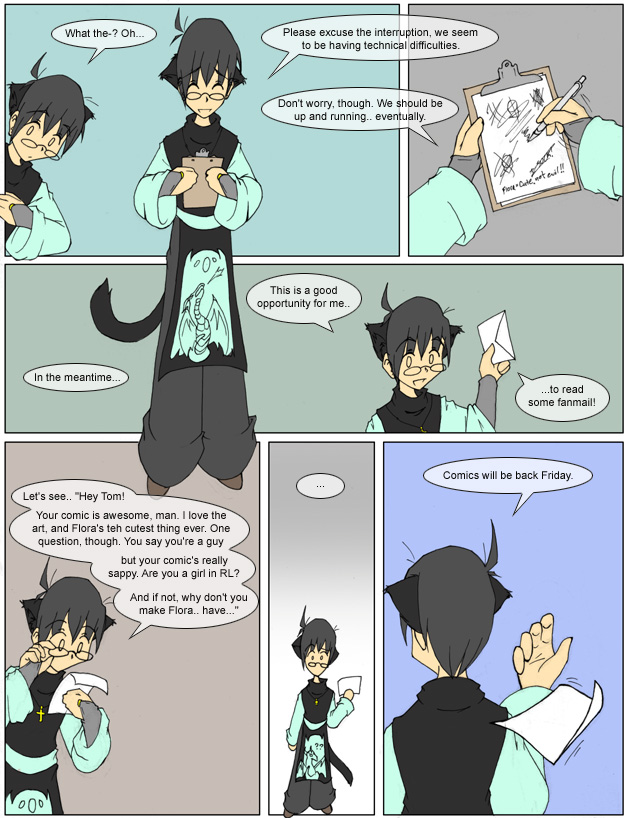 What the-? Oh...
Please excuse the interruption, we seem
to be having technical difficulties.
Don't worry, though. We should be
up and running.. eventually.
Flora = Cute, not evil!!
This is a good
opportunity for me..
In the meantime...
...to read
some fanmail!
Let's see.. "Hey Tom!
Your comic is awesome, man. I love the
art, and Flora's teh cutest thing ever. One
question, though. You say you're a guy
but your comic's really
sappy. Are you a girl in RL?
And if not, why don't you
make Flora.. have..."
...
Comics will be back Friday.